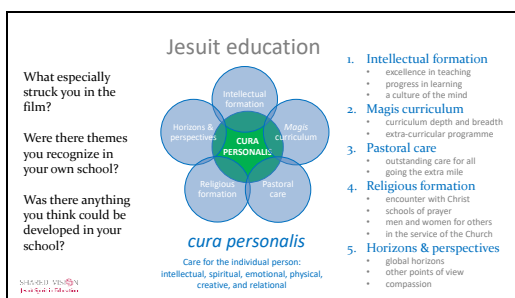 Jesuit education
What especially
struck you in the
film?
Were there themes
you recognize in
your own school?
Was there anything
you think could be
developed in your
school?
Intellectual
formation
Horizons &
perspectives
Magis
curriculum
CURA
PERSONALIS
Religious
formation
Pastoral
care
cura personalis
Care for the individual person:
intellectual, spiritual, emotional, physical,
creative, and relational
1. Intellectual formation
• excellence in teaching
• progress in learning
• a culture of the mind
2. Magis curriculum
• curriculum depth and breadth
• extra-curricular programme
3. Pastoral care
• outstanding care for all
• going the extra mile
4. Religious formation
• encounter with Christ
• schools of prayer
• men and women for others
• in the service of the Church
5. Horizons & perspectives
• global horizons
• other points of view
• compassion
SHARED VISION
Jesuit Spirit in Education